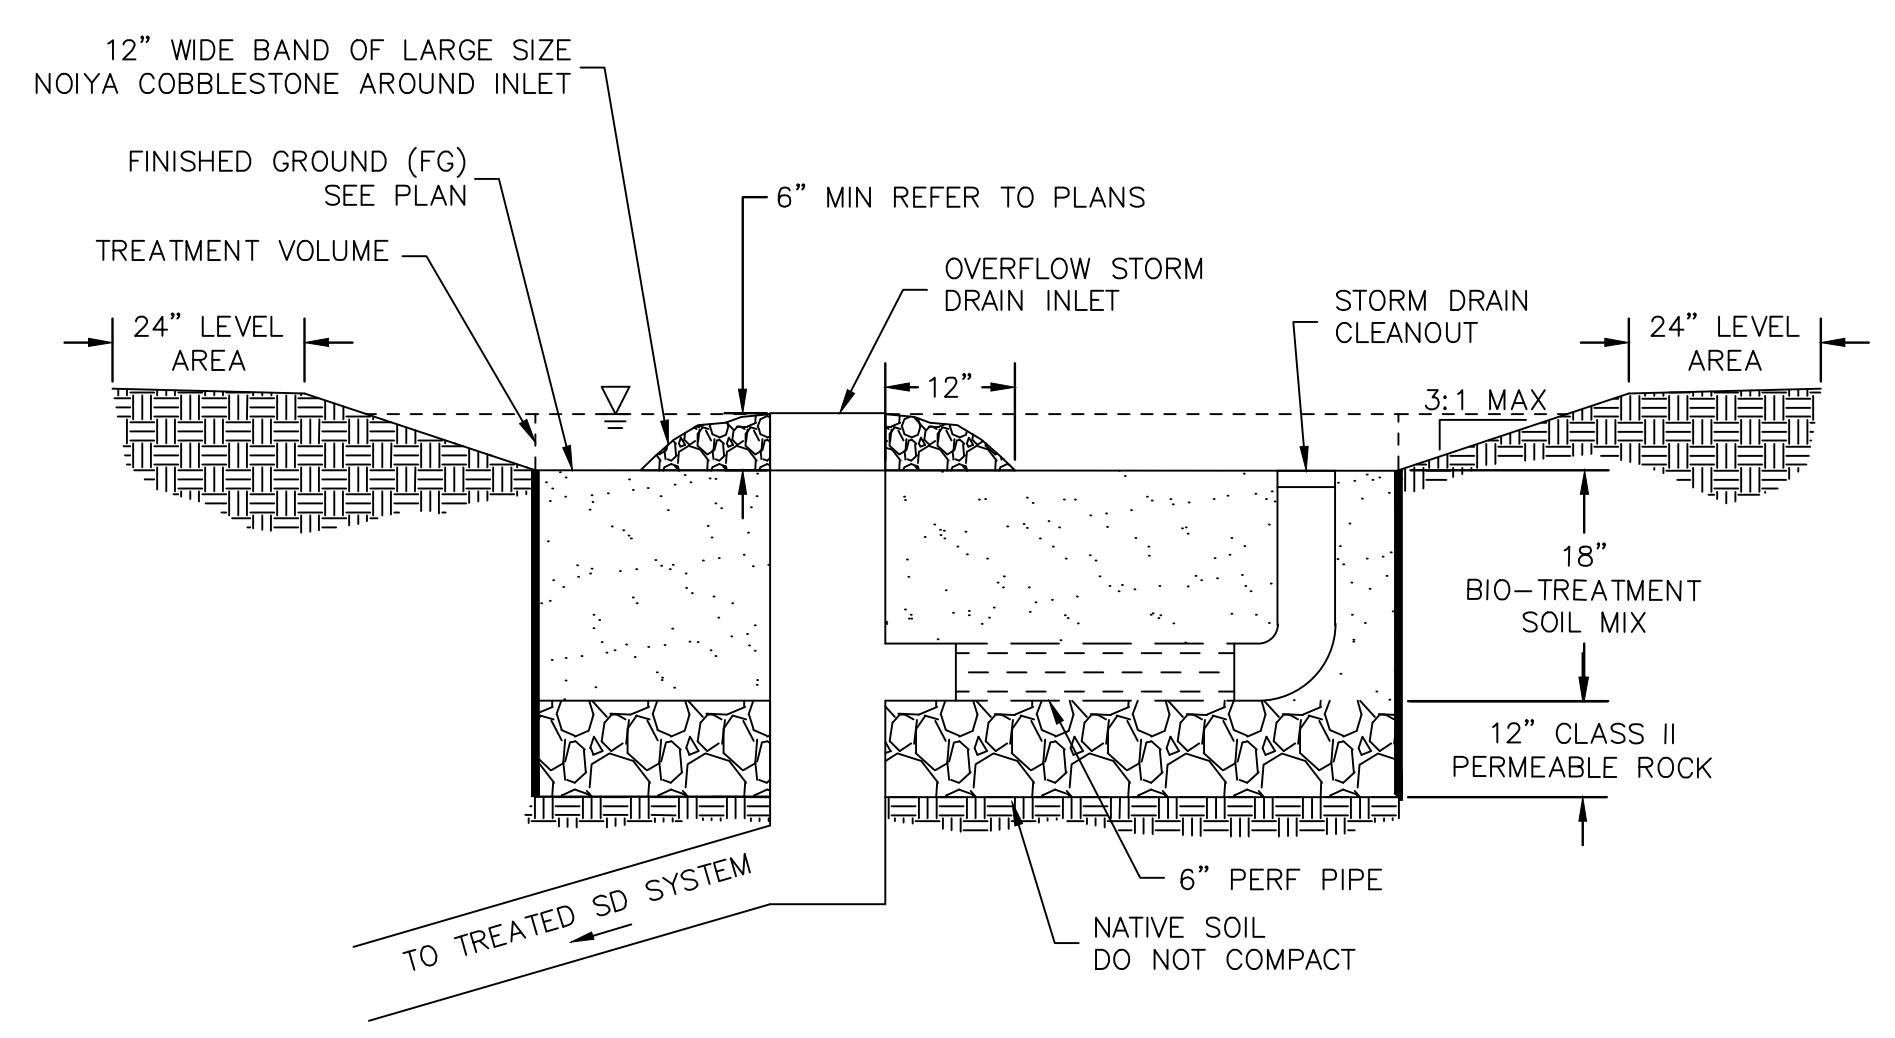 12” WIDE BAND OF LARGE SIZE
NOIYA COBBLESTONE AROUND INLET
FINISHED GROUND (FG)
SEE PLAN
6” MIN REFER TO PLANS
TREATMENT VOLUME
OVERFLOW STORM
DRAIN INLET
STORM DRAIN
CLEANOUT
24” LEVEL
AREA
24” LEVEL
AREA
12”
3:1 MAX
18”
BIO-TREATMENT
SOIL MIX
12” CLASS II
PERMEABLE ROCK
6” PERF PIPE
TO TREATED SD SYSTEM
NATIVE SOIL
DO NOT COMPACT